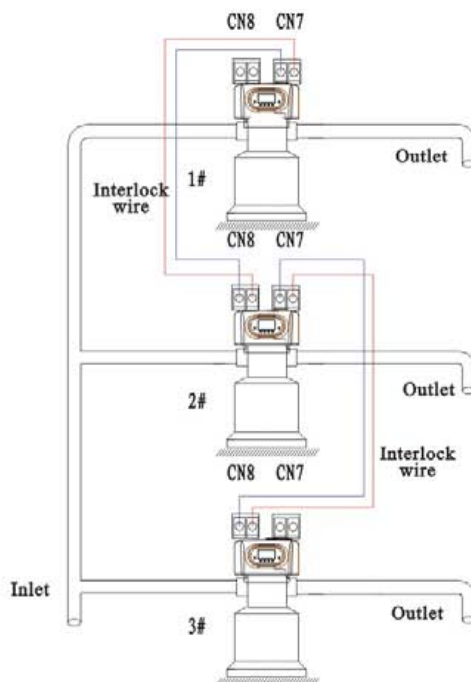 CN8 CN7
Outlet
Interlock
wire
1#
CN8 CN7
Outlet
2#
Interlock
wire
CN8 CN7
Inlet
Outlet
3#